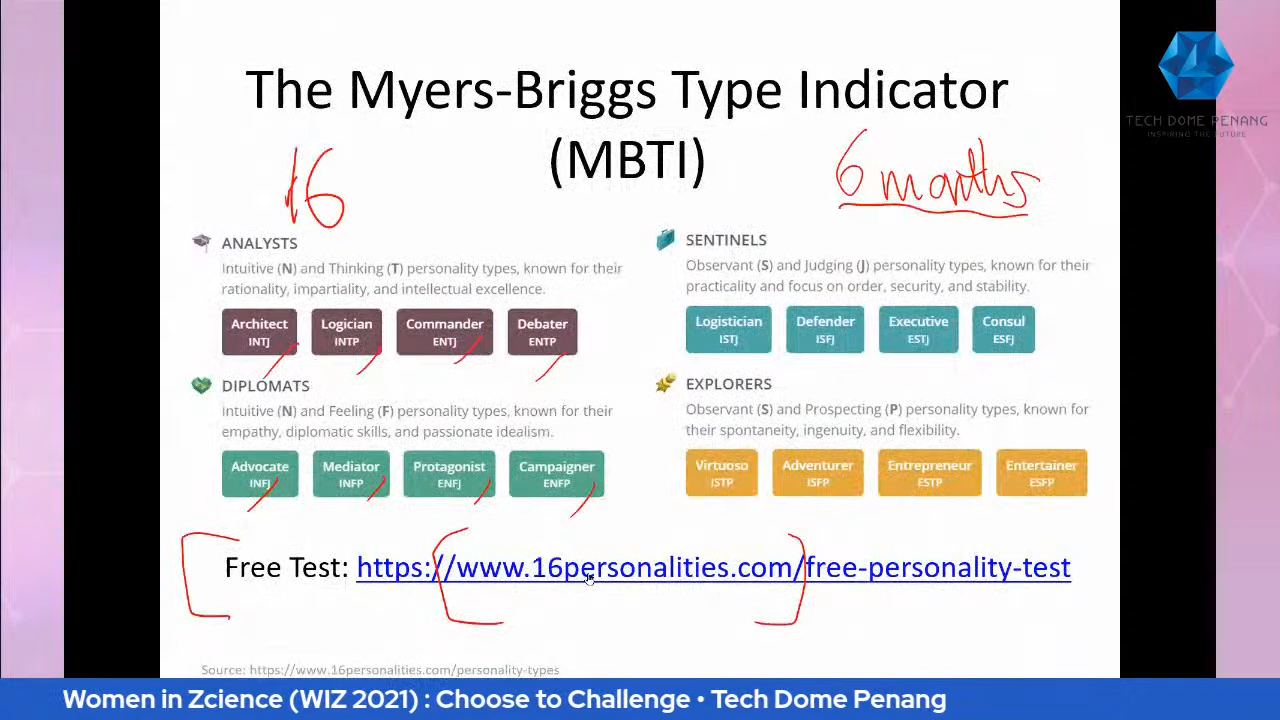 The Myers-Briggs Type Indicator
(MBTI)
16
6 months
TECH DOME PENANG
INSPIRING THE FUTURE
ANALYSTS
Intuitive (N) and Thinking (T) personality types, known for their
rationality, impartiality, and intellectual excellence.
Architect
INTJ
Logician
INTP
Commander
ENTJ
Debater
ENTP
SENTINELS
Observant (S) and Judging (J) personality types, known for their
practicality and focus on order, security, and stability.
Logistician
ISTJ
Defender
ISFJ
Executive
ESTJ
Consul
ESFJ
DIPLOMATS
Intuitive (N) and Feeling (F) personality types, known for their
empathy, diplomatic skills, and passionate idealism.
Advocate
INFJ
Mediator
INFP
Protagonist
ENFJ
Campaigner
ENFP
EXPLORERS
Observant (S) and Prospecting (P) personality types, known for
their spontaneity, ingenuity, and flexibility.
Virtuoso
ISTP
Adventurer
ISFP
Entrepreneur
ESTP
Entertainer
ESFP
Free Test: https://www.16personalities.com/free-personality-test
Source: https://www.16personalities.com/personality-types
Women in Zcience (WIZ 2021) : Choose to Challenge • Tech Dome Penang